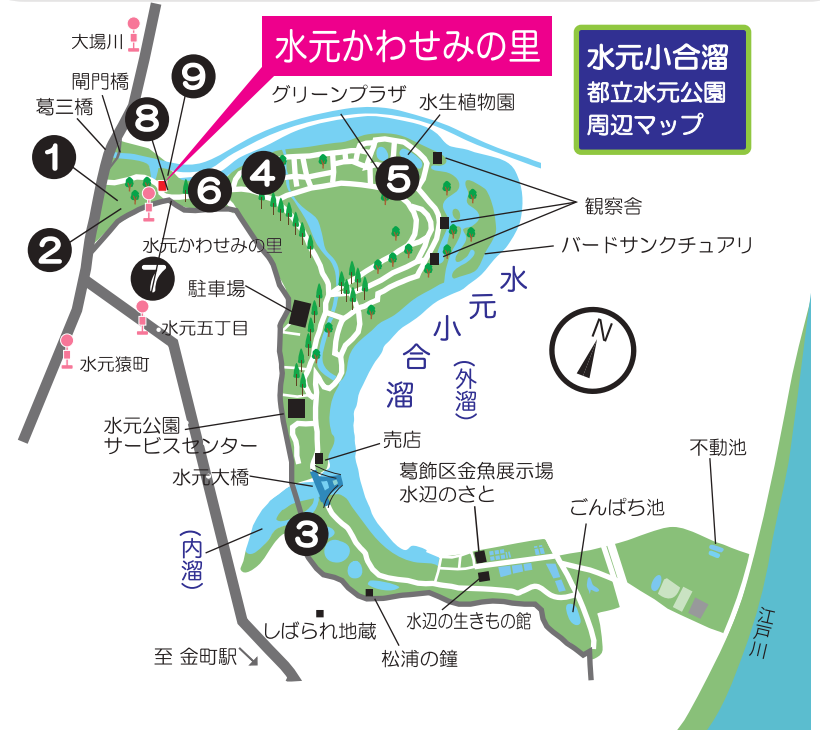 水元かわせみの里
水元小合溜
都立水元公園
周辺マップ
大場川
閘門橋
葛三橋
9
8
1
2
7
6
4
5
3
グリーンプラザ
水生植物園
観察舎
バードサンクチュアリ
水元かわせみの里
駐車場
水元五丁目
水元猿町
水元小合溜
(外溜)
N
水元公園
サービスセンター
水元大橋
売店
(内溜)
葛飾区金魚展示場
水辺のさと
ごんぱち池
不動池
江戸川
水辺の生きもの館
しばられ地蔵
松浦の鐘
至 金町駅